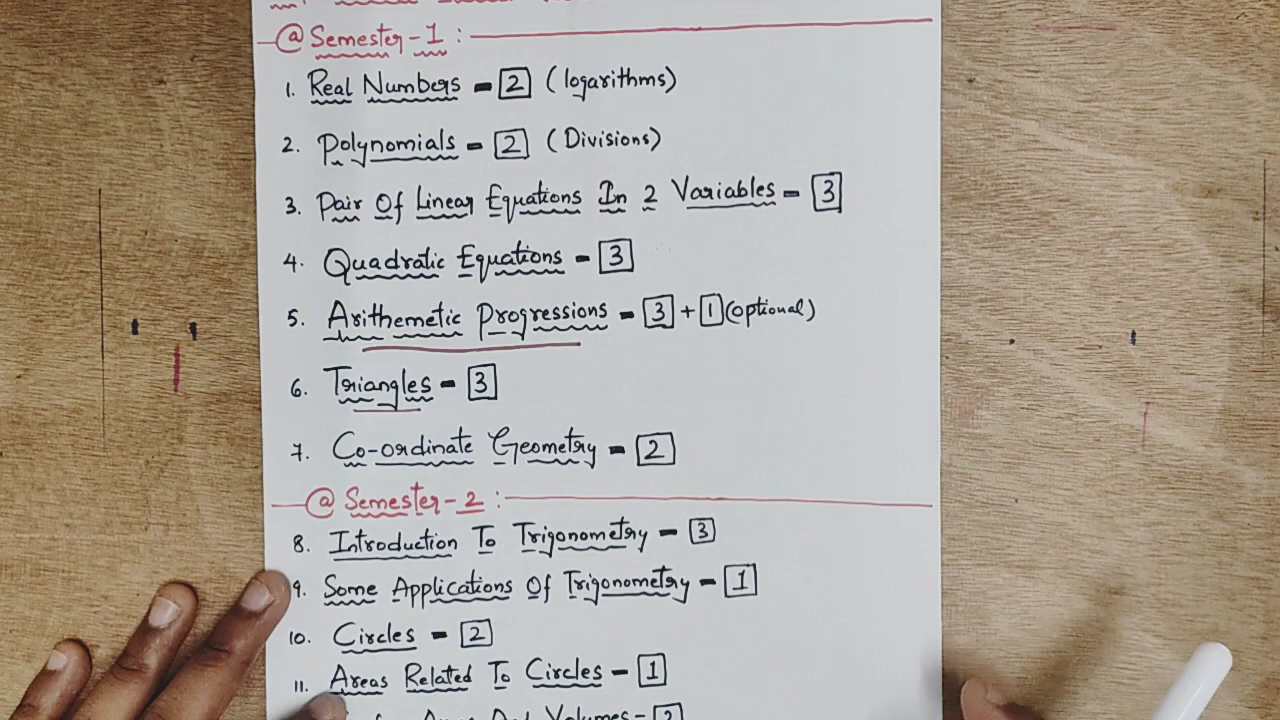 @ Semester - 1 :
1. Real Numbers - 2 (logarithms)
2. Polynomials - 2 (Divisions)
3. Pair Of Linear Equations In 2 Variables - 3
4. Quadratic Equations - 3
5. Arithemetic Progressions - 3 + 1 (optional)
6. Triangles - 3
7. Co-ordinate Geometry - 2
@ Semester - 2 :
8. Introduction To Trigonometry - 3
9. Some Applications Of Trigonometry - 1
10. Circles - 2
11. Areas Related To Circles - 1
And Volumes -